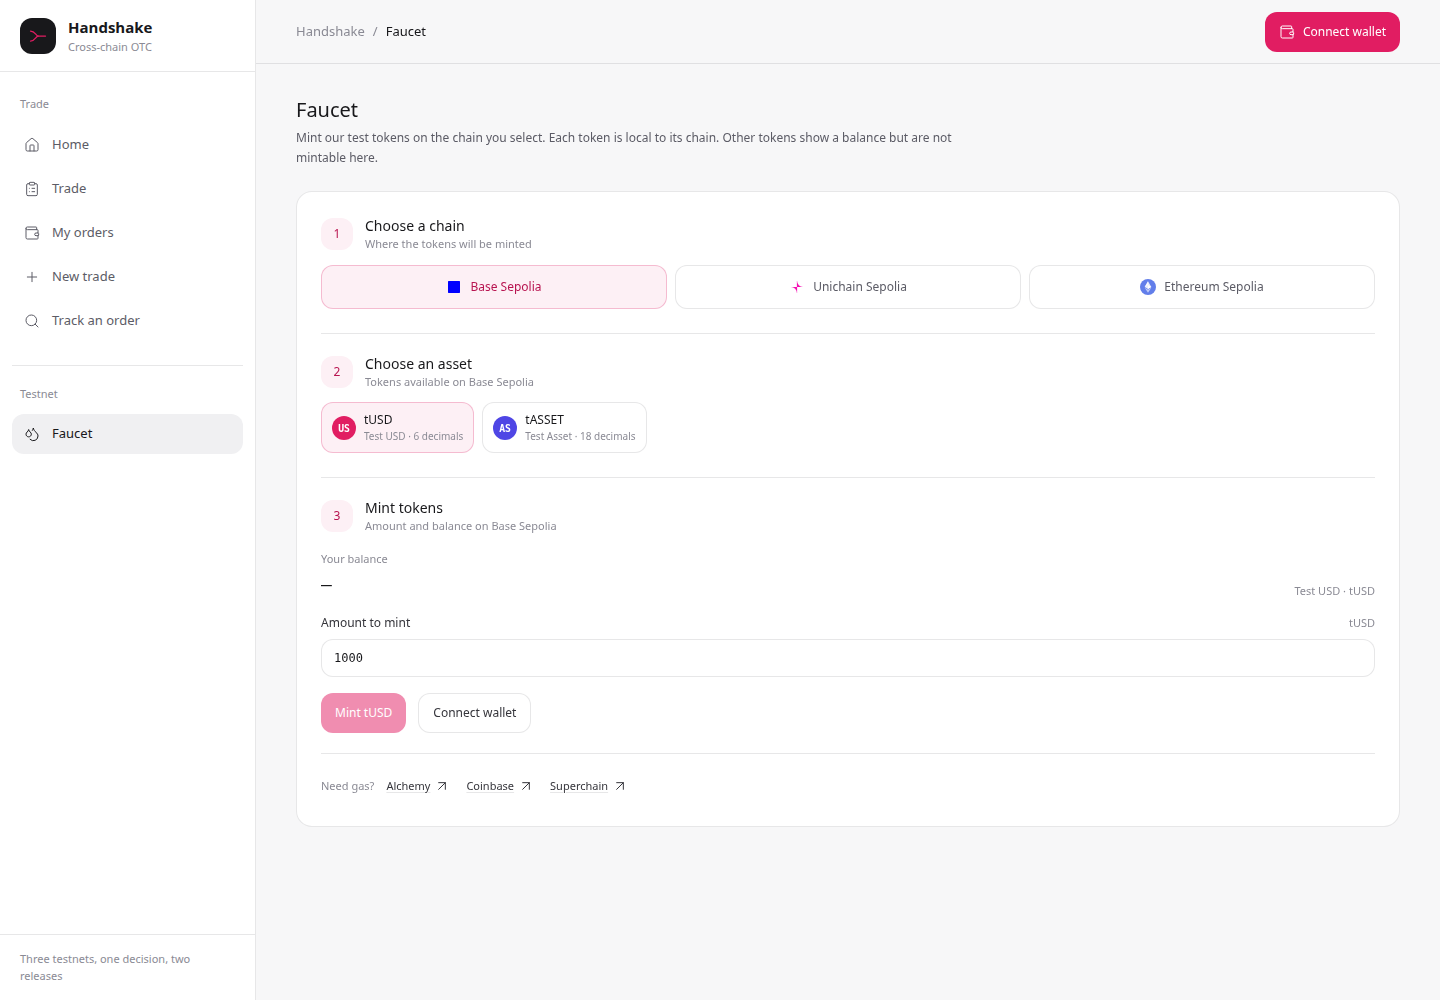 Handshake
Cross-chain OTC
Trade
Home
Trade
My orders
New trade
Track an order
Testnet
Faucet
Three testnets, one decision, two
releases
Handshake / Faucet
Connect wallet
Faucet
Mint our test tokens on the chain you select. Each token is local to its chain. Other tokens show a balance but are not
mintable here.
1
Choose a chain
Where the tokens will be minted
Base Sepolia
Unichain Sepolia
Ethereum Sepolia
2
Choose an asset
Tokens available on Base Sepolia
US
tUSD
Test USD · 6 decimals
AS
tASSET
Test Asset · 18 decimals
3
Mint tokens
Amount and balance on Base Sepolia
Your balance
—
Test USD · tUSD
Amount to mint
tUSD
1000
Mint tUSD
Connect wallet
Need gas? Alchemy Coinbase Superchain